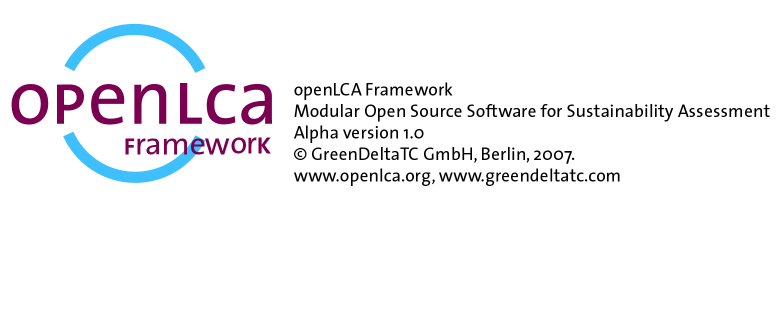 openLca
Framework
openLCA Framework
Modular Open Source Software for Sustainability Assessment
Alpha version 1.0
© GreenDeltaTC GmbH, Berlin, 2007.
www.openlca.org, www.greendeltatc.com